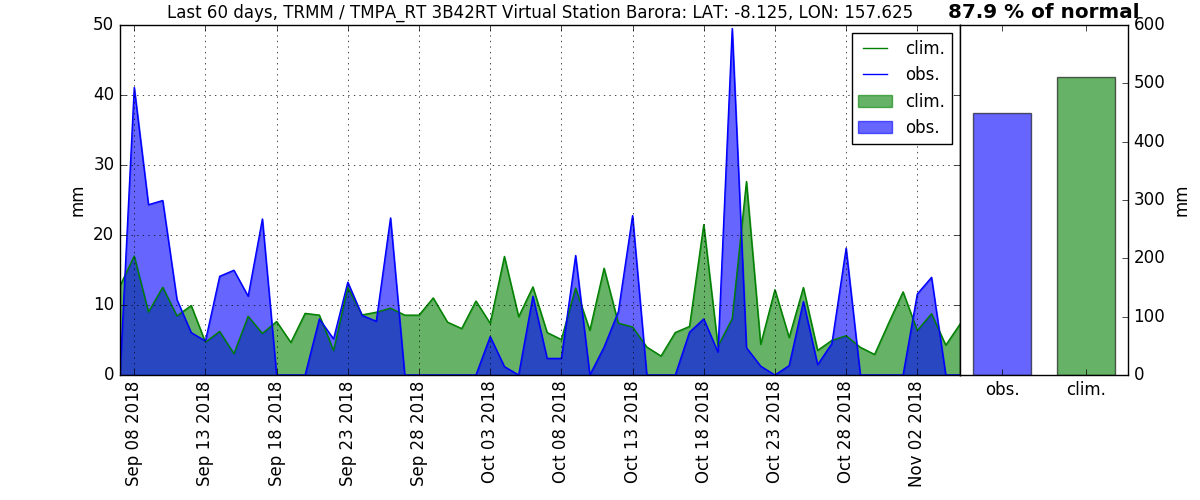 Last 60 days, TRMM / TMPA_RT 3B42RT Virtual Station Barora: LAT: -8.125, LON: 157.625
87.9 % of normal
50
40
30
20
10
0
mm
clim.
obs.
clim.
obs.
600
500
400
300
200
100
0
mm
obs.
clim.
Sep 08 2018
Sep 13 2018
Sep 18 2018
Sep 23 2018
Sep 28 2018
Oct 03 2018
Oct 08 2018
Oct 13 2018
Oct 18 2018
Oct 23 2018
Oct 28 2018
Nov 02 2018